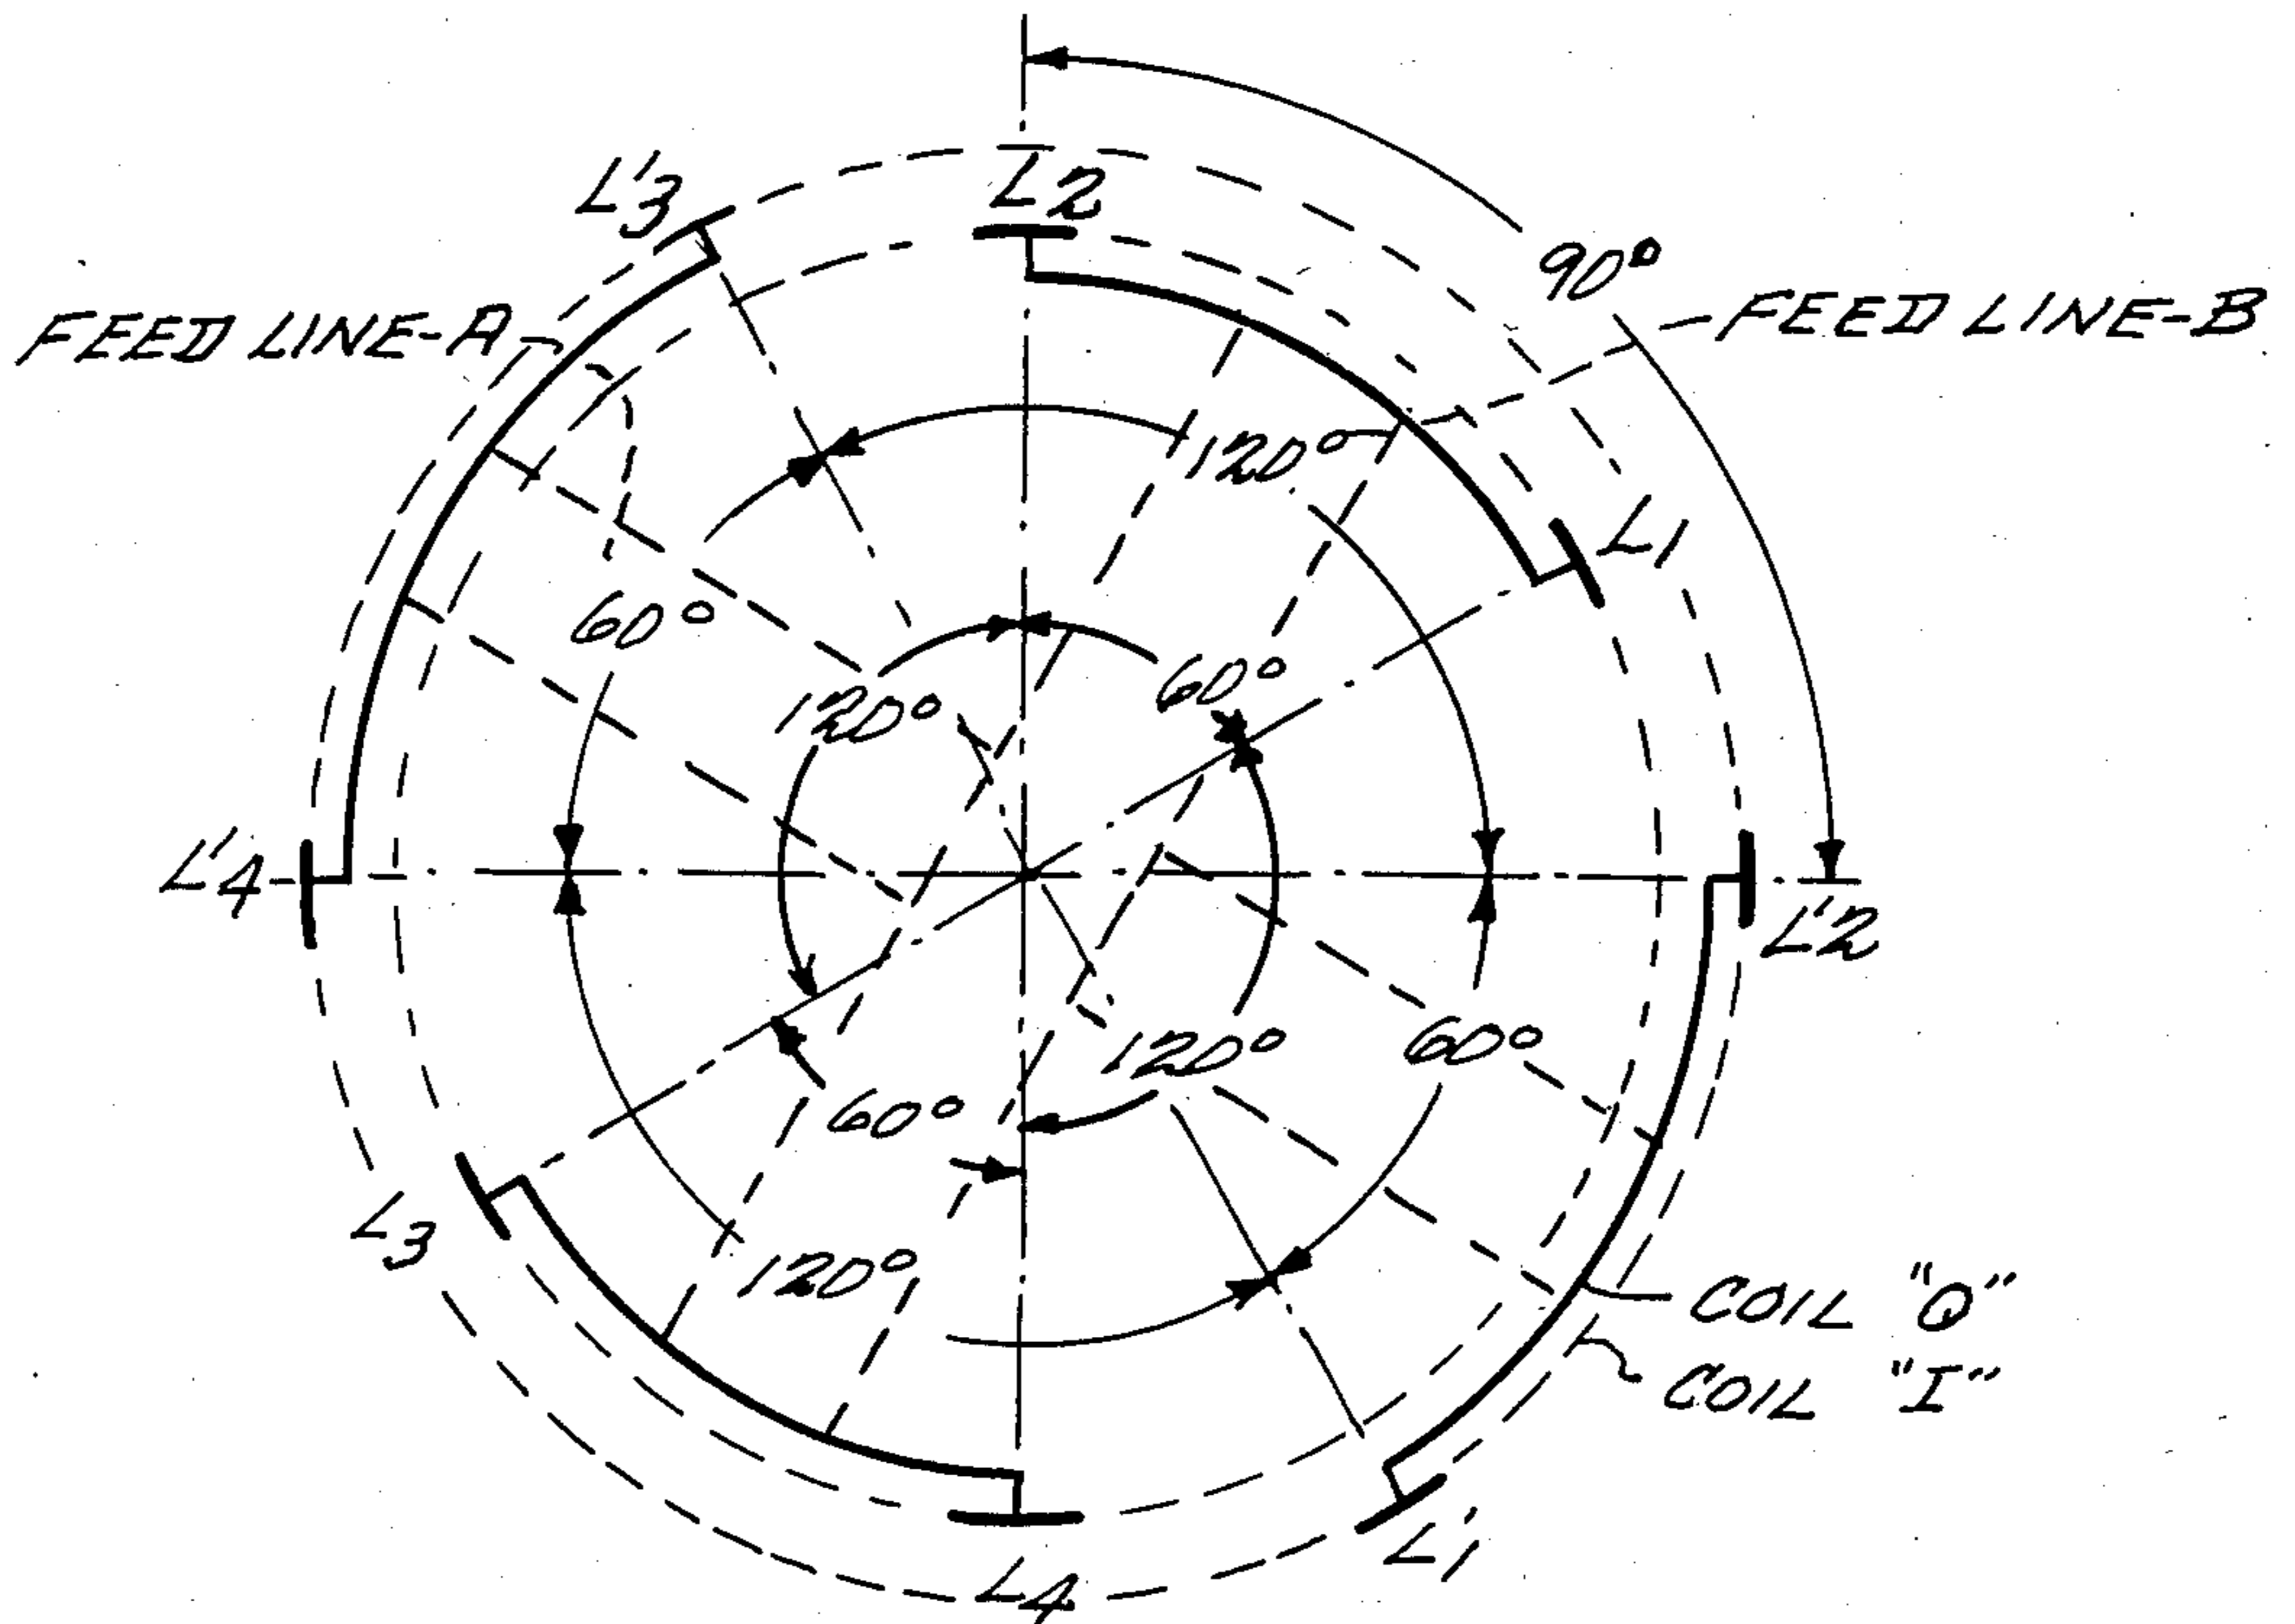 L'3
L2
90°
FEED LINE-A
FEED LINE-B
120°
L1
60°
60°
120°
L'4
L'2
120°
60°
60°
L3
120°
COIL "O"
COIL "I"
L'1
L4